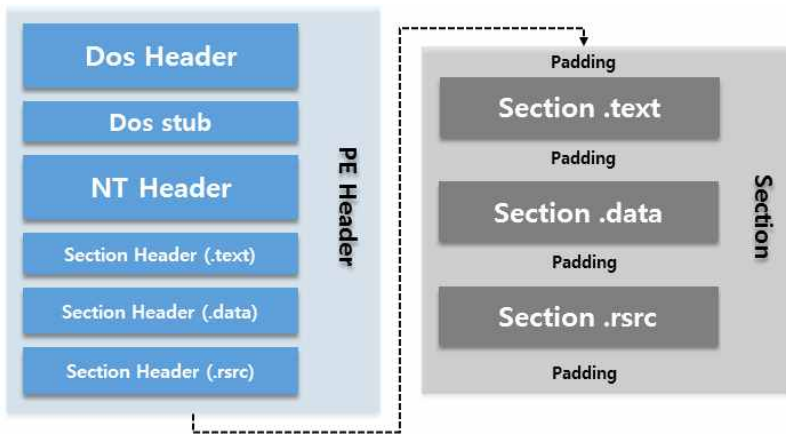 Dos Header
Dos stub
NT Header
Section Header (.text)
Section Header (.data)
Section Header (.rsrc)
PE Header
Padding
Section .text
Padding
Section .data
Padding
Section .rsrc
Padding
Section